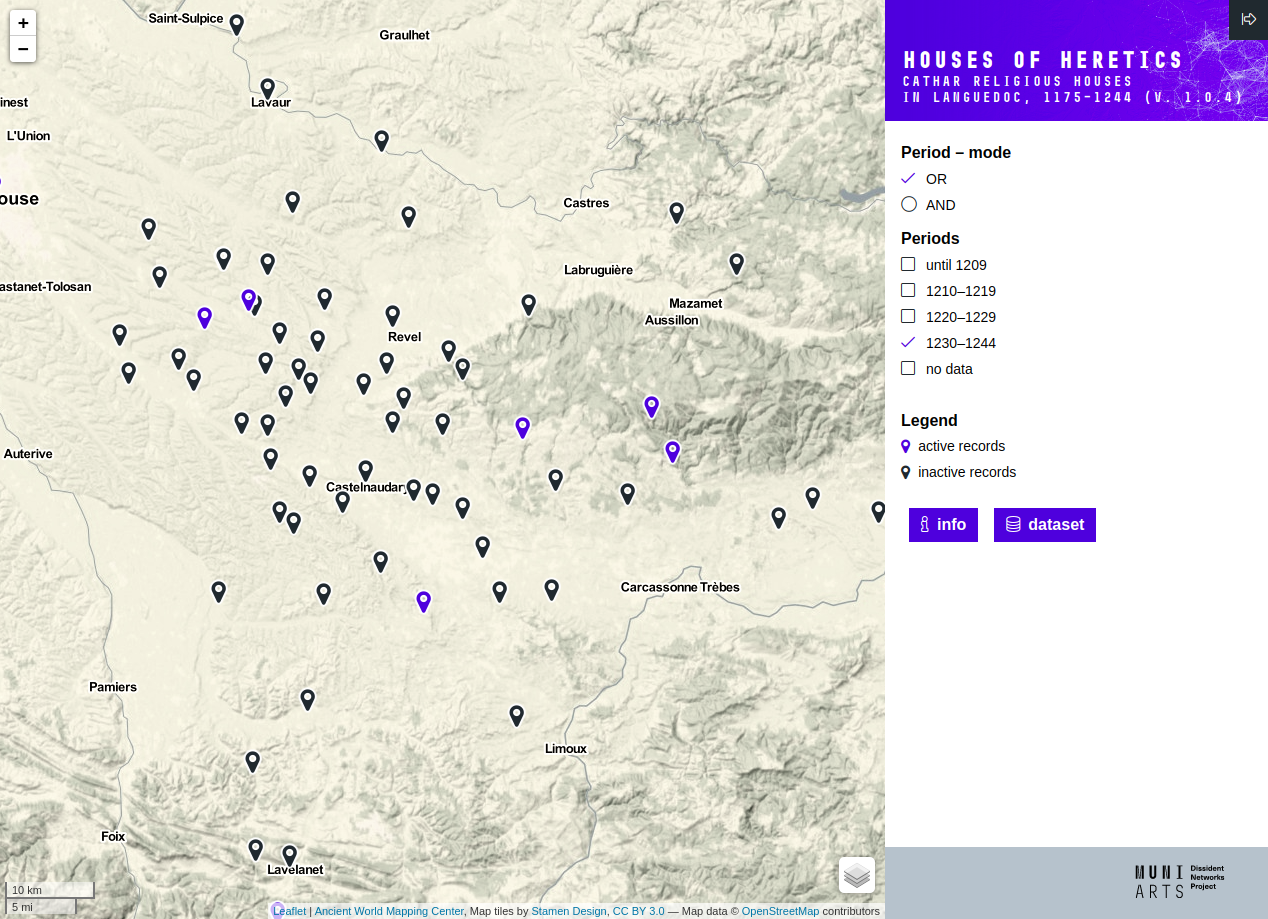 +
−
Saint-Sulpice
Graulhet
inest
Lavaur
L'Union
ouse
Castres
astanet-Tolosan
Labruguière
Mazamet
Aussillon
Revel
Auterive
Castelnaudary
Carcassonne Trèbes
Pamiers
Limoux
Foix
Lavelanet
10 km
5 mi
Leaflet | Ancient World Mapping Center, Map tiles by Stamen Design, CC BY 3.0 — Map data © OpenStreetMap contributors
HOUSES OF HERETICS
CATHAR RELIGIOUS HOUSES
IN LANGUEDOC, 1175–1244 (V. 1.0.4)
Period – mode
OR
AND
Periods
until 1209
1210–1219
1220–1229
1230–1244
no data
Legend
active records
inactive records
info
dataset
MUNI
ARTS
Dissident
Networks
Project